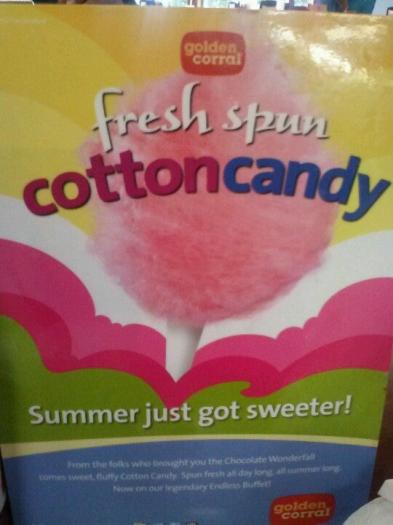 golden
corral
fresh spun
cottoncandy
Summer just got sweeter!
From the folks who brought you the Chocolate Wonderfall
comes sweet, fluffy Cotton Candy. Spun fresh all day long, all summer long.
Now on our legendary Endless Buffet!
golden
corral